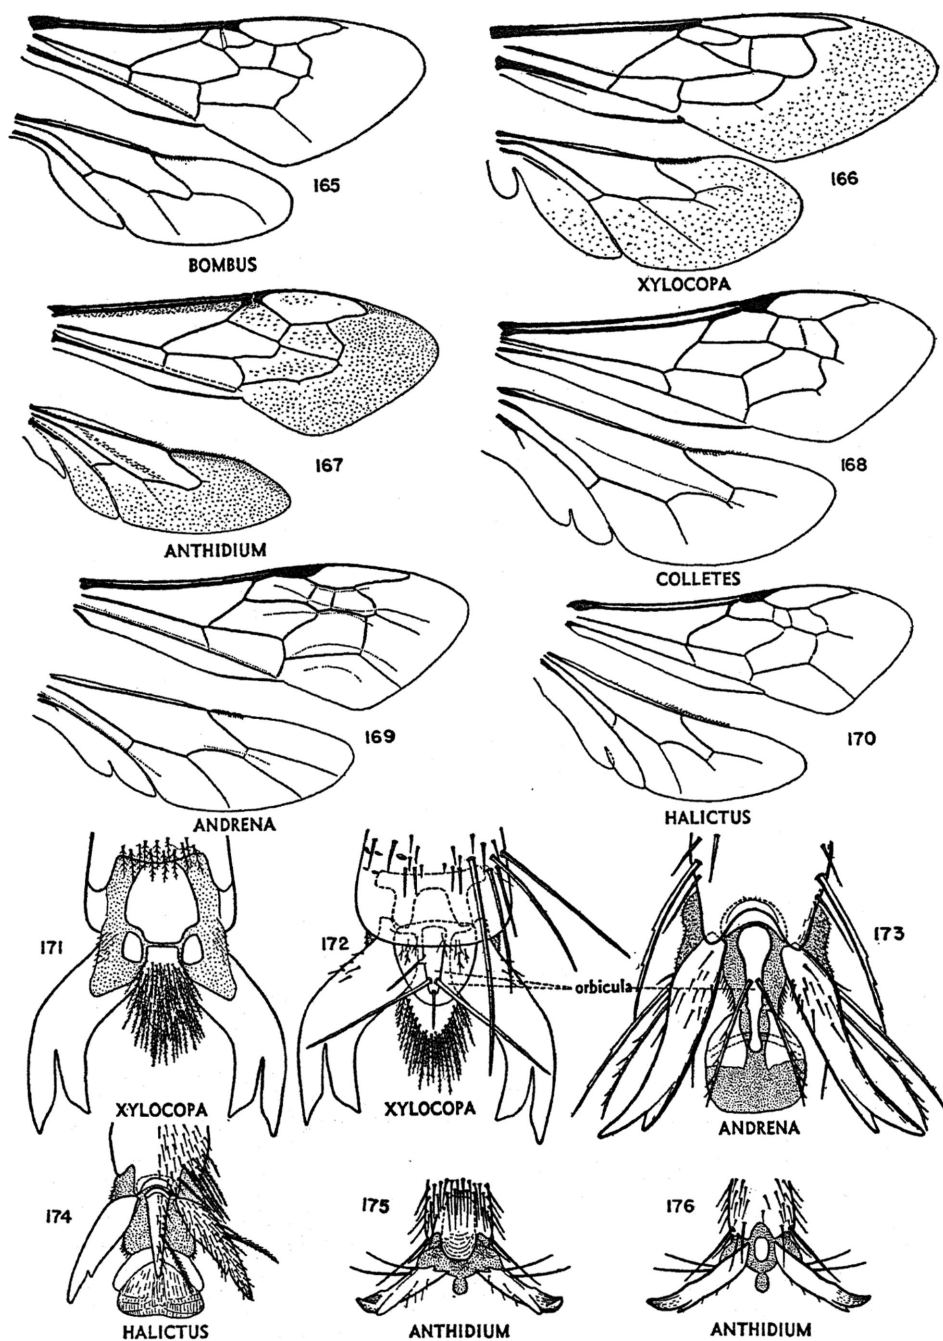 165
BOMBUS
166
XYLOCOPA
167
ANTHIDIUM
168
COLLETES
169
ANDRENA
170
HALICTUS
171
XYLOCOPA
172
XYLOCOPA
orbicula
173
ANDRENA
174
HALICTUS
175
ANTHIDIUM
176
ANTHIDIUM